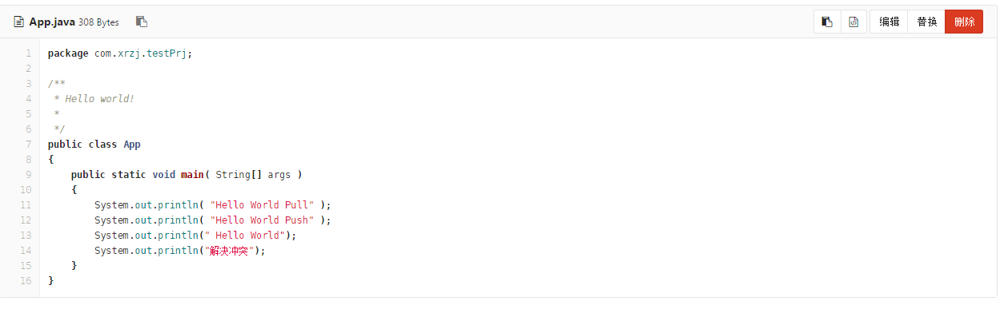 App.java 308 Bytes 编辑 替换 删除
1 package com.xrzj.testPrj;
2
3 /**
4  * Hello world!
5  *
6  */
7 public class App
8 {
9     public static void main( String[] args )
10     {
11         System.out.println( "Hello World Pull" );
12         System.out.println( "Hello World Push" );
13         System.out.println(" Hello World");
14         System.out.println("解决冲突");
15     }
16 }